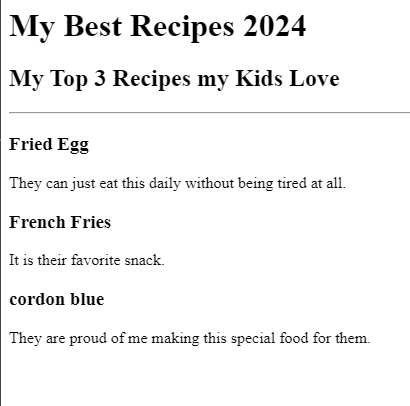 My Best Recipes 2024
My Top 3 Recipes my Kids Love
Fried Egg
They can just eat this daily without being tired at all.
French Fries
It is their favorite snack.
cordon blue
They are proud of me making this special food for them.